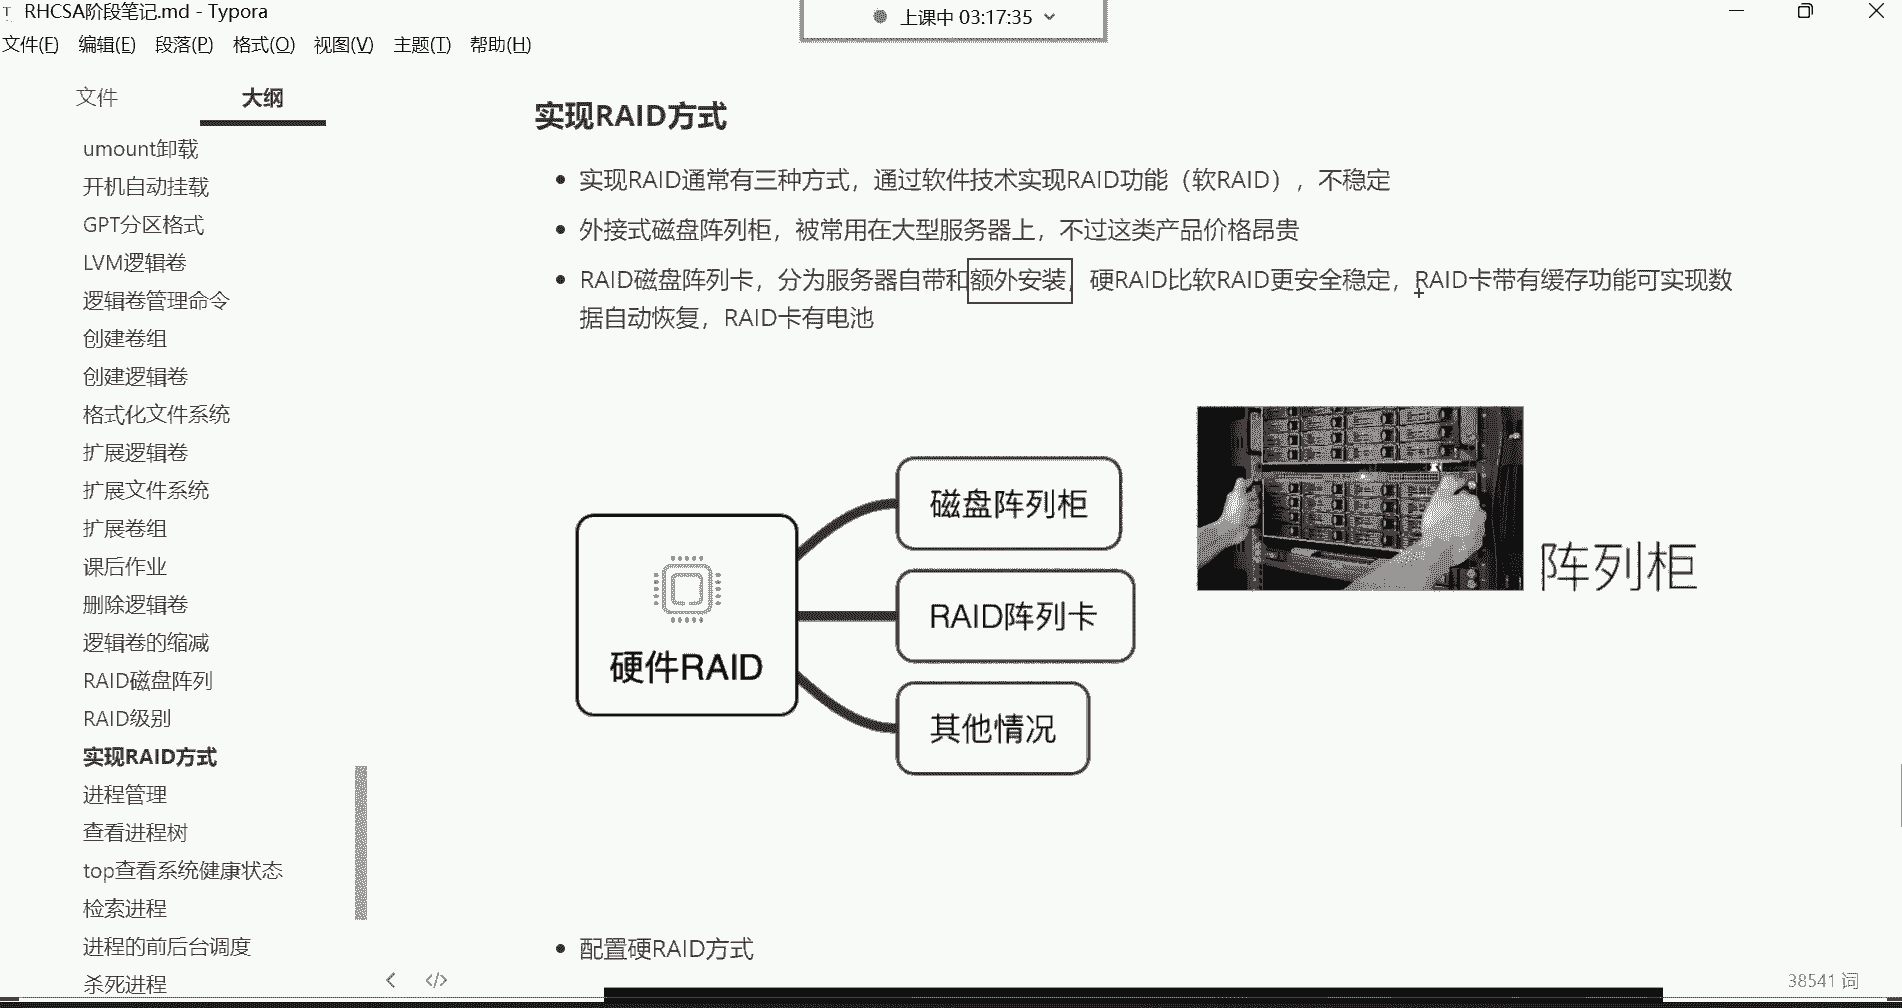 RHCSA阶段笔记.md - Typora
上课中 03:17:35
文件(F) 编辑(E) 段落(P) 格式(O) 视图(V) 主题(T) 帮助(H)
文件 大纲
umount卸载
开机自动挂载
GPT分区格式
LVM逻辑卷
逻辑卷管理命令
创建卷组
创建逻辑卷
格式化文件系统
扩展逻辑卷
扩展文件系统
扩展卷组
课后作业
删除逻辑卷
逻辑卷的缩减
RAID磁盘阵列
RAID级别
实现RAID方式
进程管理
查看进程树
top查看系统健康状态
检索进程
进程的前后台调度
杀死进程
实现RAID方式
实现RAID通常有三种方式，通过软件技术实现RAID功能（软RAID），不稳定
外接式磁盘阵列柜，被常用在大型服务器上，不过这类产品价格昂贵
RAID磁盘阵列卡，分为服务器自带和额外安装，硬RAID比软RAID更安全稳定，RAID卡带有缓存功能可实现数
据自动恢复，RAID卡有电池
硬件RAID
磁盘阵列柜
RAID阵列卡
其他情况
阵列柜
配置硬RAID方式
38541 词